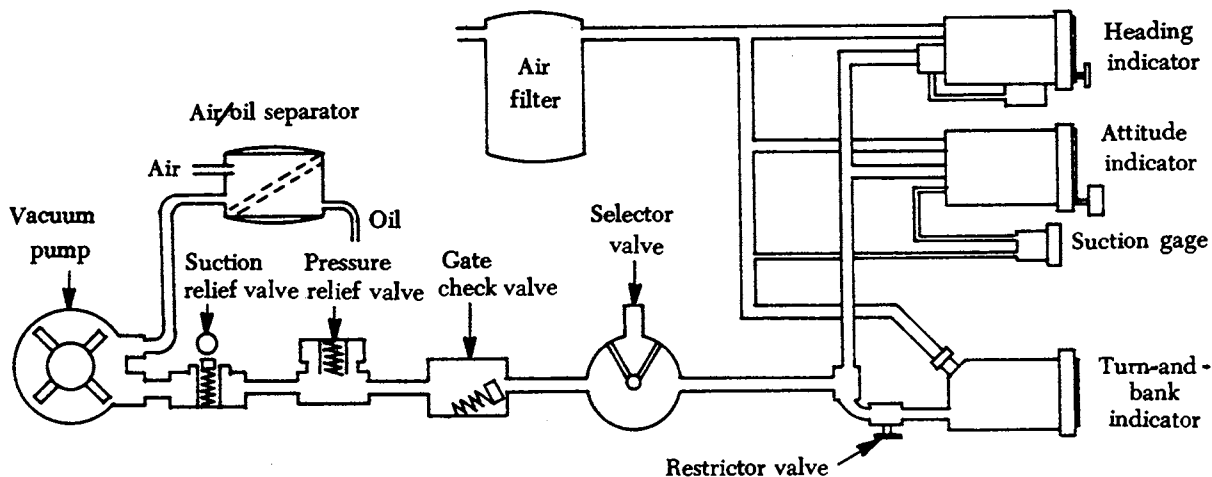 Air
filter
Heading
indicator
Air/oil separator
Air
Oil
Attitude
indicator
Vacuum
pump
Suction
relief valve
Pressure
relief valve
Gate
check valve
Selector
valve
Suction gage
Turn-and-
bank
indicator
Restrictor valve